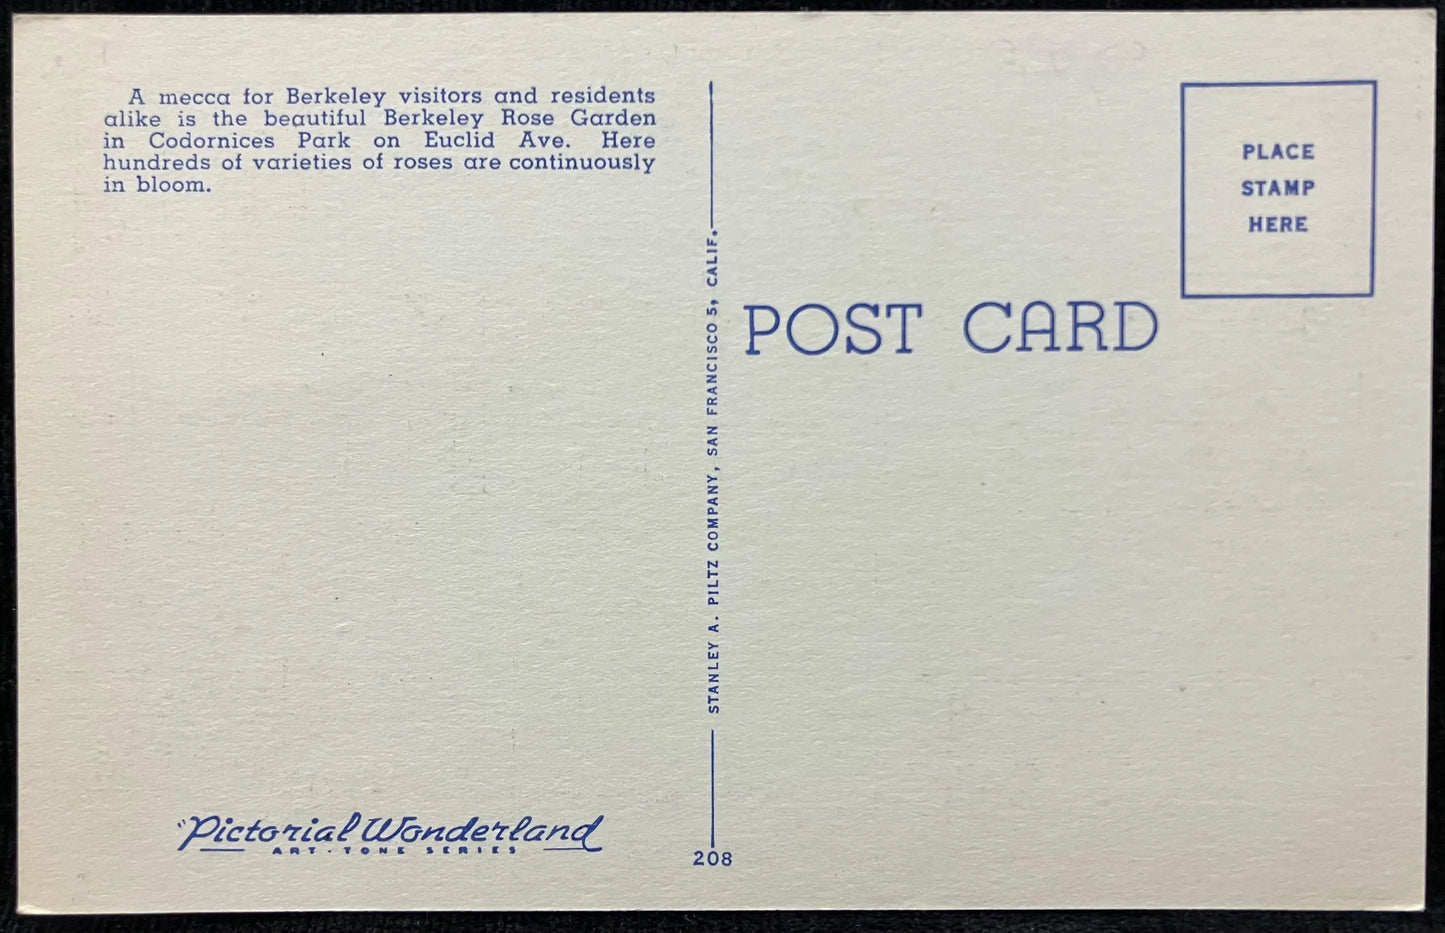 A mecca for Berkeley visitors and residents
alike is the beautiful Berkeley Rose Garden
in Codornices Park on Euclid Ave. Here
hundreds of varieties of roses are continuously
in bloom.
"Pictorial Wonderland
ART-TONE SERIES
STANLEY A. PILTZ COMPANY, SAN FRANCISCO 5, CALIF.
208
POST CARD
PLACE
STAMP
HERE